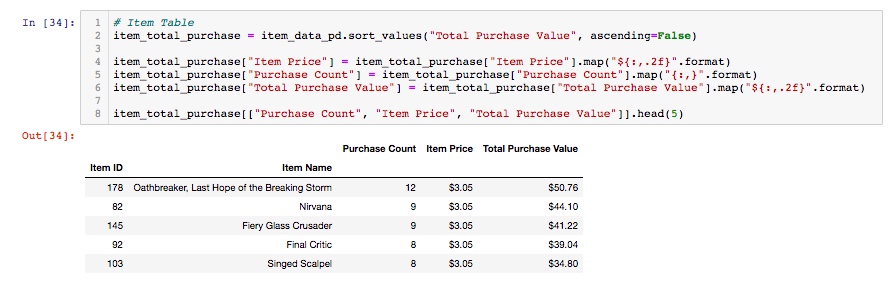 In [34]:
1 # Item Table
2 item_total_purchase = item_data_pd.sort_values("Total Purchase Value", ascending=False)
3
4 item_total_purchase["Item Price"] = item_total_purchase["Item Price"].map("${:,.2f}".format)
5 item_total_purchase["Purchase Count"] = item_total_purchase["Purchase Count"].map("{:,}".format)
6 item_total_purchase["Total Purchase Value"] = item_total_purchase["Total Purchase Value"].map("${:,.2f}".format)
7
8 item_total_purchase[["Purchase Count", "Item Price", "Total Purchase Value"]].head(5)
Out[34]:
Purchase Count Item Price Total Purchase Value
Item ID Item Name
178 Oathbreaker, Last Hope of the Breaking Storm 12 $3.05 $50.76
82 Nirvana 9 $3.05 $44.10
145 Fiery Glass Crusader 9 $3.05 $41.22
92 Final Critic 8 $3.05 $39.04
103 Singed Scalpel 8 $3.05 $34.80